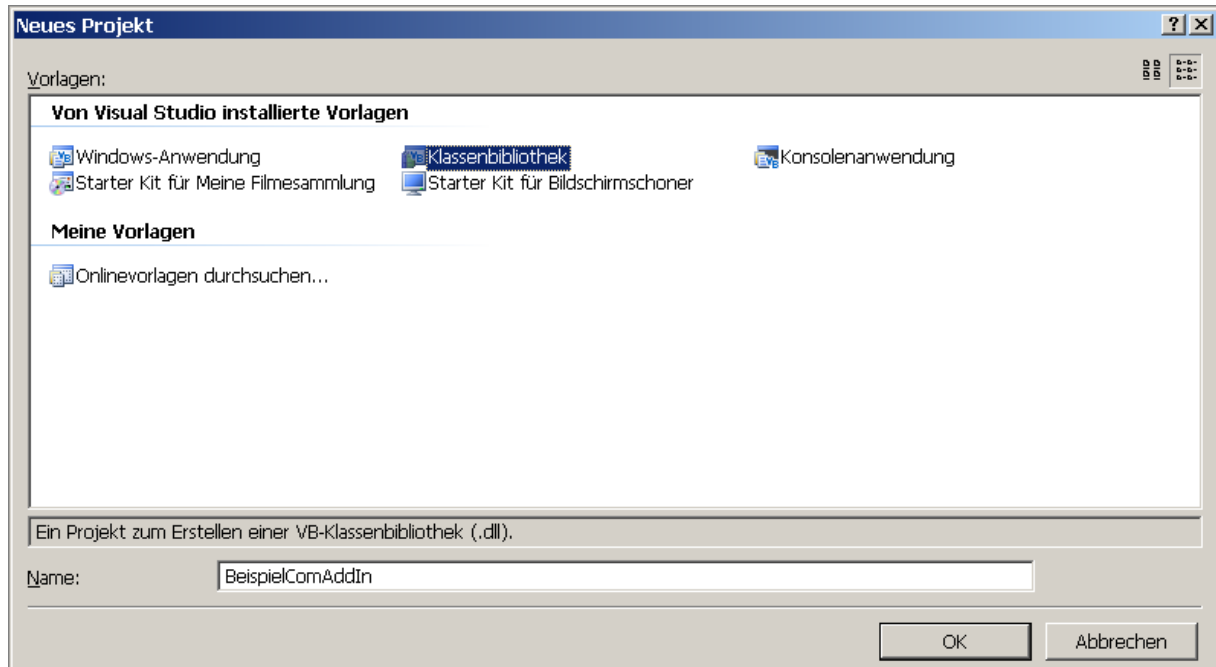 Neues Projekt
Vorlagen:
Von Visual Studio installierte Vorlagen
Windows-Anwendung Klassenbibliothek Konsolenanwendung
Starter Kit für Meine Filmesammlung Starter Kit für Bildschirmschoner
Meine Vorlagen
Onlinevorlagen durchsuchen...
Ein Projekt zum Erstellen einer VB-Klassenbibliothek (.dll).
Name: BeispielComAddIn
OK Abbrechen